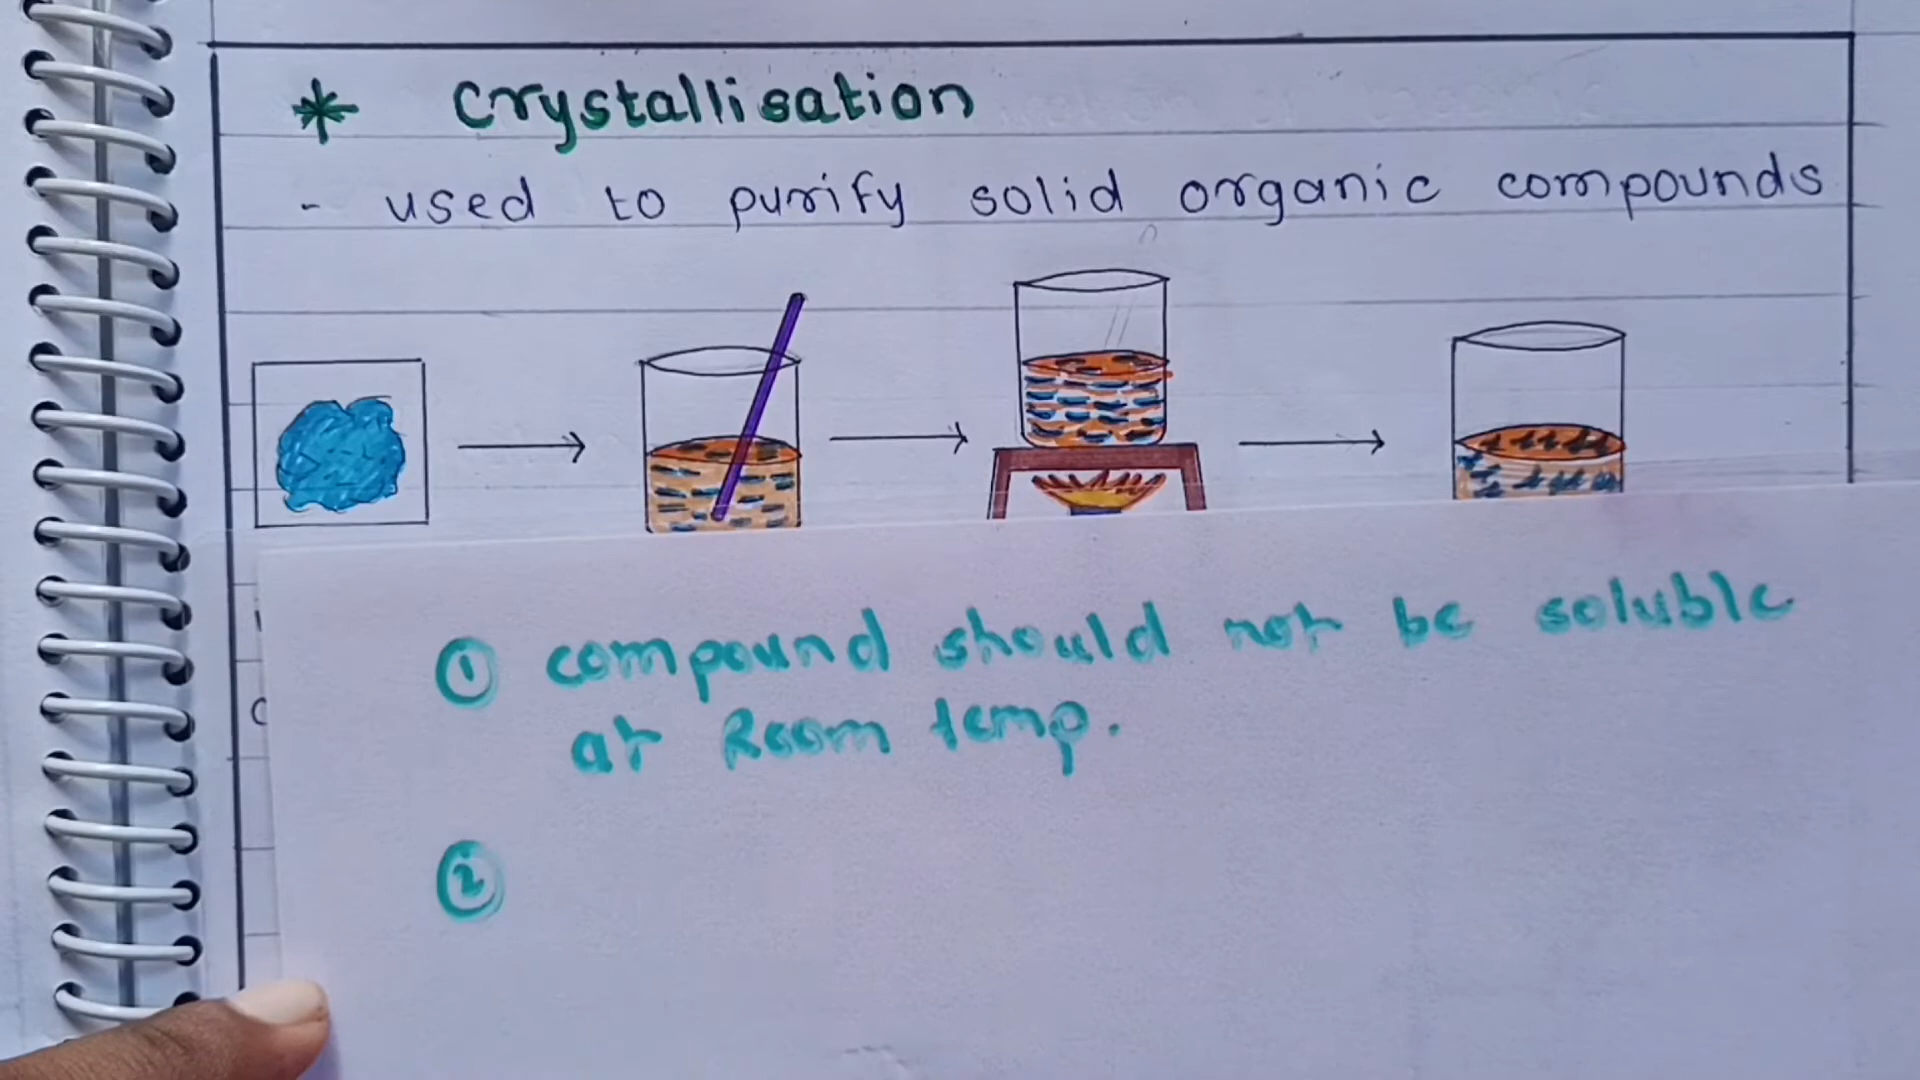 * Crystallisation
- used to purify solid organic compounds
① compound should not be soluble
at Room temp.
②